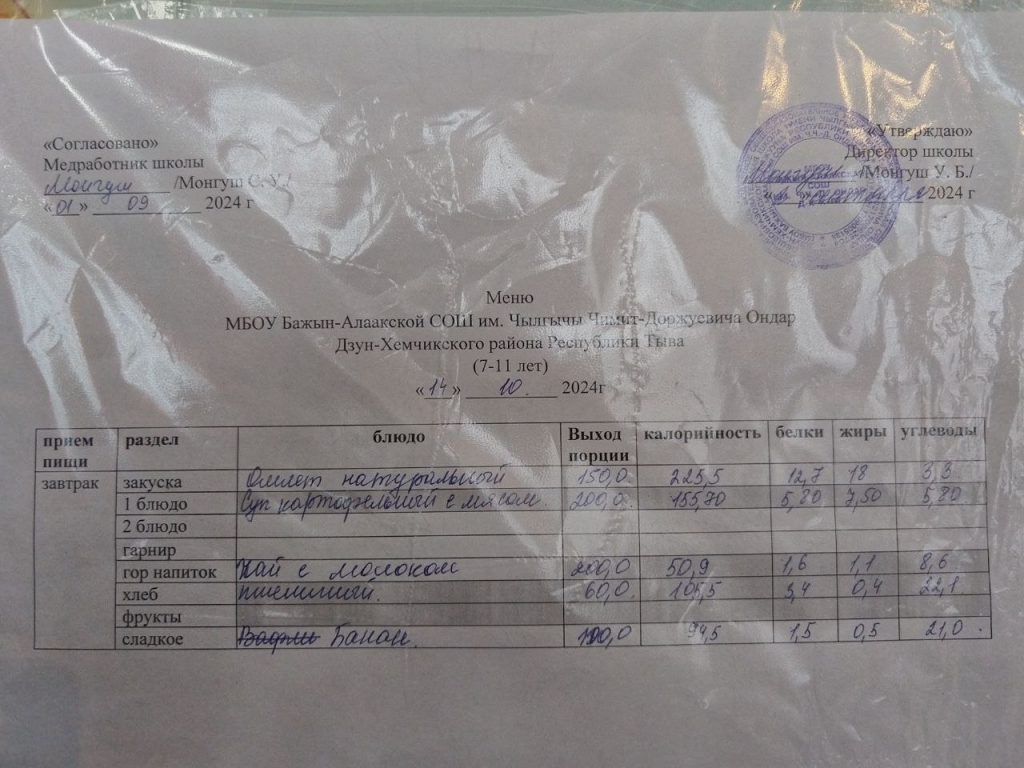 «Согласовано»
Медработник школы
Монгуш /Монгуш С. У./
«01» 09 2024 г
«Утверждаю»
Директор школы
/Монгуш У. Б./
2024 г
СОШ
Меню
МБОУ Бажын-Алаакской СОШ им. Чылгычы Чимит-Доржуевича Ондар
Дзун-Хемчикского района Республики Тыва
(7-11 лет)
«14» 10. 2024г
прием пищи раздел блюдо Выход порции калорийность белки жиры углеводы
завтрак закуска Омлет натуральный 150,0 225,5 12,7 18 3,3
1 блюдо Суп картофельный с мясом. 200,0. 155,70 5,80 7,50 5,80
2 блюдо
гарнир
гор напиток Чай с молоком 200,0 50,9 1,6 1,1 8,6
хлеб пшеничный. 60,0. 105,5 3,4 0,4 22,1
фрукты
сладкое Вафли Банан. 100,0 94,5 1,5 0,5 21,0.